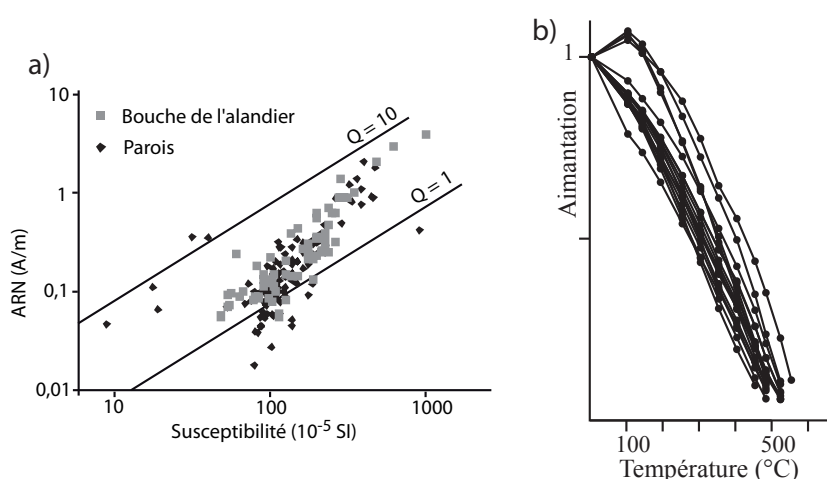 a)
10
1
0,1
0,01
ARN (A/m)
Bouche de l'alandier
Parois
Q = 10
Q = 1
10
100
1000
Susceptibilité (10⁻⁵ SI)
b)
1
Aimantation
100
500
Température (°C)